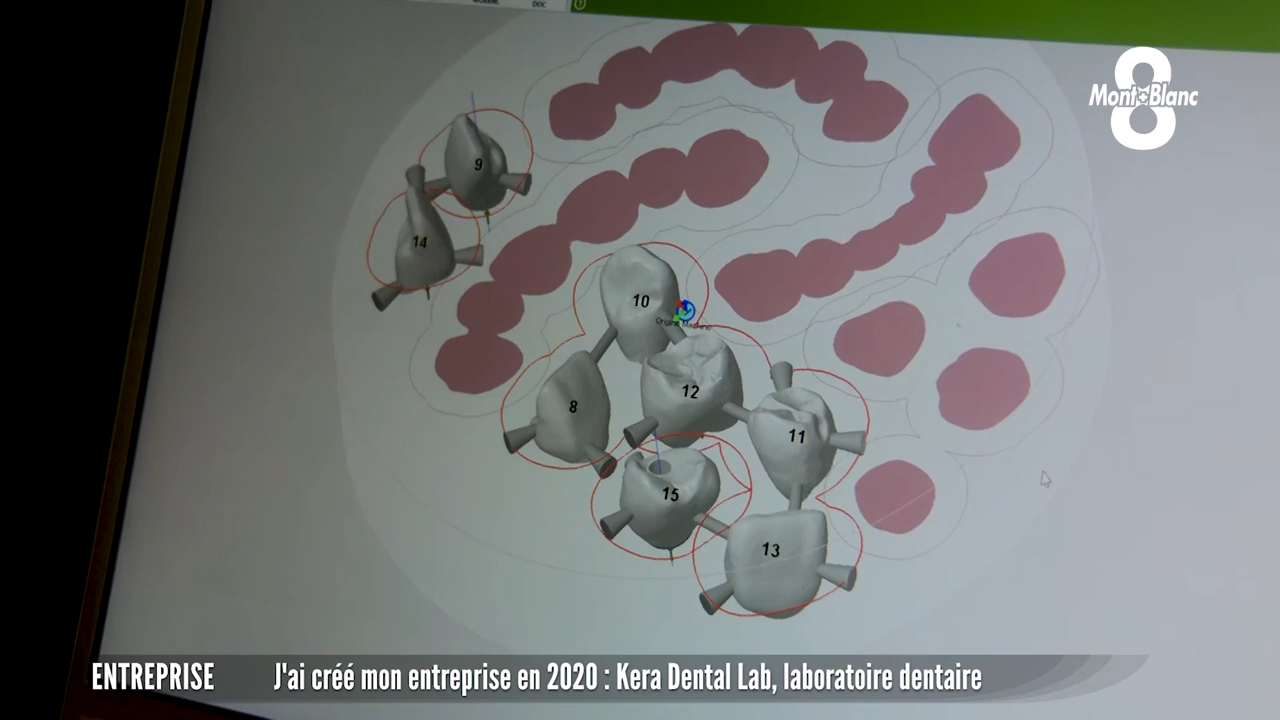 DOC
8
Mont Blanc
9
14
10
12
8
11
15
13
ENTREPRISE
J'ai créé mon entreprise en 2020 : Kera Dental Lab, laboratoire dentaire